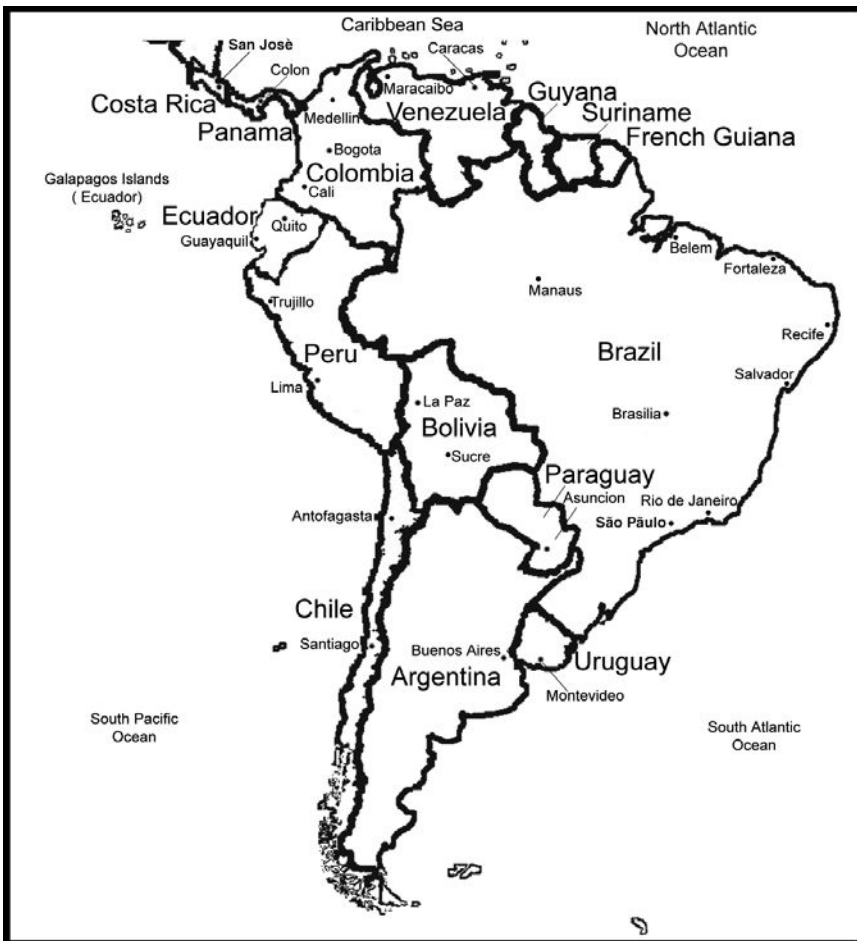 Caribbean Sea
North Atlantic
Ocean
San Josè
Caracas
Colon
Maracaibo
Costa Rica
Venezuela
Guyana
Medellin
Suriname
Panama
French Guiana
Bogota
Colombia
Galapagos Islands
( Ecuador)
Cali
Ecuador
Quito
Guayaquil
Belem
Fortaleza
Manaus
Trujillo
Recife
Peru
Brazil
Salvador
Lima
La Paz
Brasilia
Bolivia
Sucre
Paraguay
Asuncion
Rio de Janeiro
Antofagasta
São Päulo
Chile
Santiago
Buenos Aires
Uruguay
Argentina
Montevideo
South Pacific
Ocean
South Atlantic
Ocean